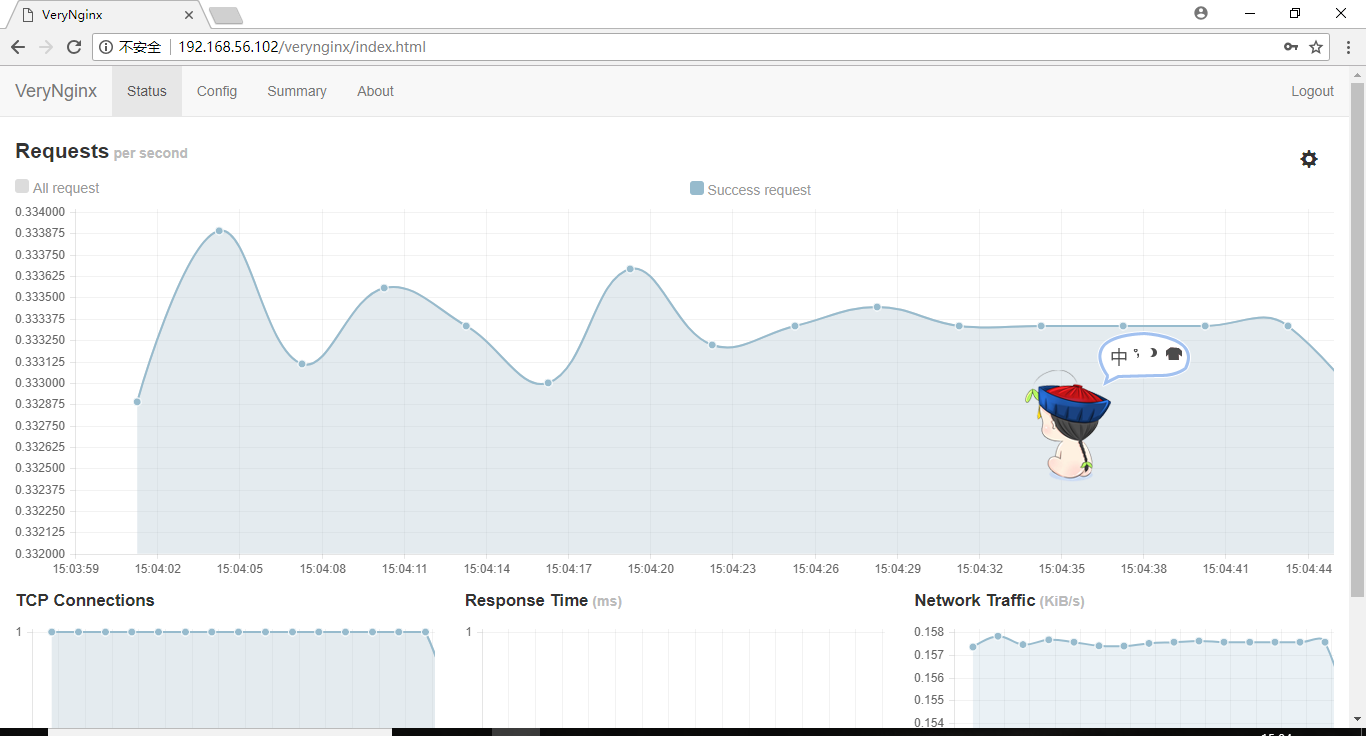 VeryNginx
不安全 192.168.56.102/verynginx/index.html
VeryNginx Status Config Summary About Logout
Requests per second
All request Success request
0.334000
0.333875
0.333750
0.333625
0.333500
0.333375
0.333250
0.333125
0.333000
0.332875
0.332750
0.332625
0.332500
0.332375
0.332250
0.332125
0.332000
中 °,
15:03:59 15:04:02 15:04:05 15:04:08 15:04:11 15:04:14 15:04:17 15:04:20 15:04:23 15:04:26 15:04:29 15:04:32 15:04:35 15:04:38 15:04:41 15:04:44
TCP Connections Response Time (ms) Network Traffic (KiB/s)
1 1 0.158
0.157
0.156
0.155
0.154